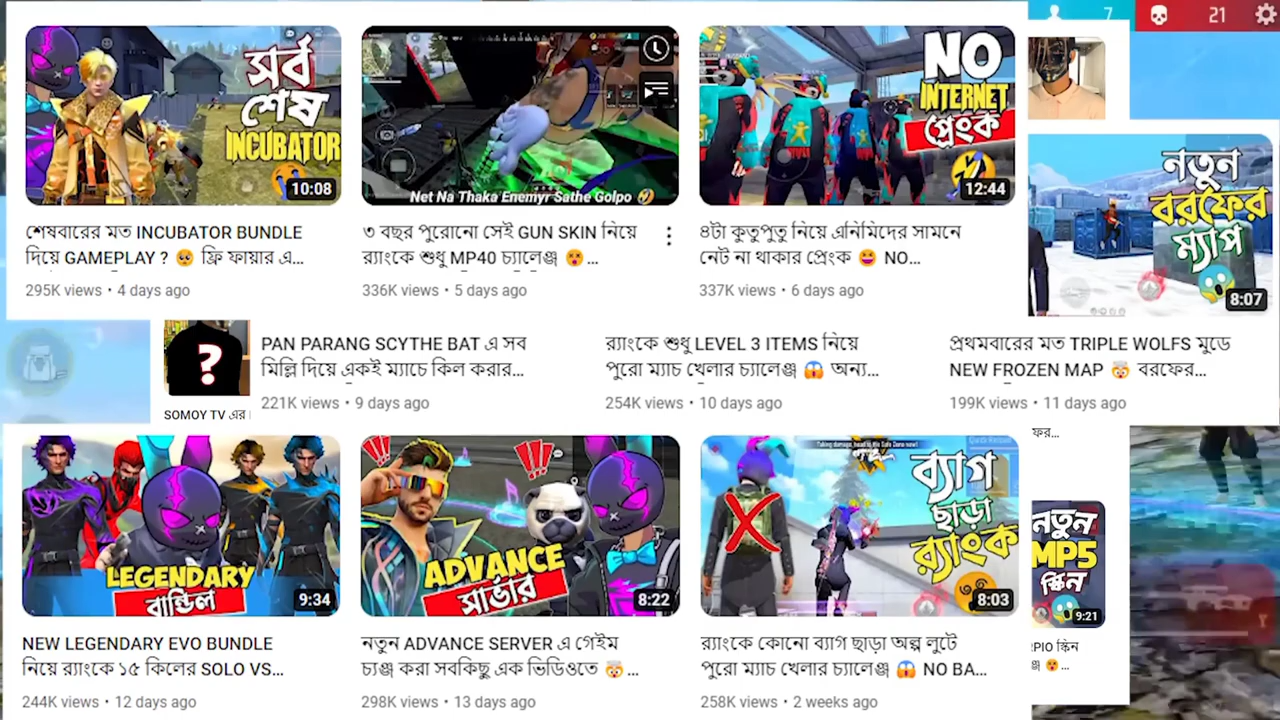 7
21
সর্ব
শেষ
INCUBATOR
10:08
Net Na Thaka Enemyr Sathe Golpo 🤣
NO
INTERNET
প্রেংক
12:44
শেষবারের মত INCUBATOR BUNDLE
দিয়ে GAMEPLAY ? 🥺 ফ্রি ফায়ার এ...
295K views • 4 days ago
৩ বছর পুরোনো সেই GUN SKIN নিয়ে
র‍্যাংকে শুধু MP40 চ্যালেঞ্জ 😵...
336K views • 5 days ago
৪টা কুতুপুতু নিয়ে এনিমিদের সামনে
নেট না থাকার প্রেংক 😆 NO...
337K views • 6 days ago
নতুন
বরফের
ম্যাপ
8:07
?
SOMOY TV এর
PAN PARANG SCYTHE BAT এ সব
মিল্লি দিয়ে একই ম্যাচে কিল করার...
221K views • 9 days ago
র‍্যাংকে শুধু LEVEL 3 ITEMS নিয়ে
পুরো ম্যাচ খেলার চ্যালেঞ্জ 😱 অন্য...
254K views • 10 days ago
প্রথমবারের মত TRIPLE WOLFS মুডে
NEW FROZEN MAP 🤯 বরফের...
199K views • 11 days ago
ফর...
LEGENDARY
বান্ডিল
9:34
!!!
!!!
ADVANCE
সার্ভার
8:22
ব্যাগ
ছাড়া
র‍্যাংক
8:03
নতুন
MP5
স্কিন
9:21
NEW LEGENDARY EVO BUNDLE
নিয়ে র‍্যাংকে ১৫ কিলের SOLO VS...
244K views • 12 days ago
নতুন ADVANCE SERVER এ গেইম
চ্যঞ্জ করা সবকিছু এক ভিডিওতে 🤯...
298K views • 13 days ago
র‍্যাংকে কোনো ব্যাগ ছাড়া অল্প লুটে
পুরো ম্যাচ খেলার চ্যালেঞ্জ 😱 NO BA...
258K views • 2 weeks ago
RPIO স্কিন
ঞ্জ 😵...